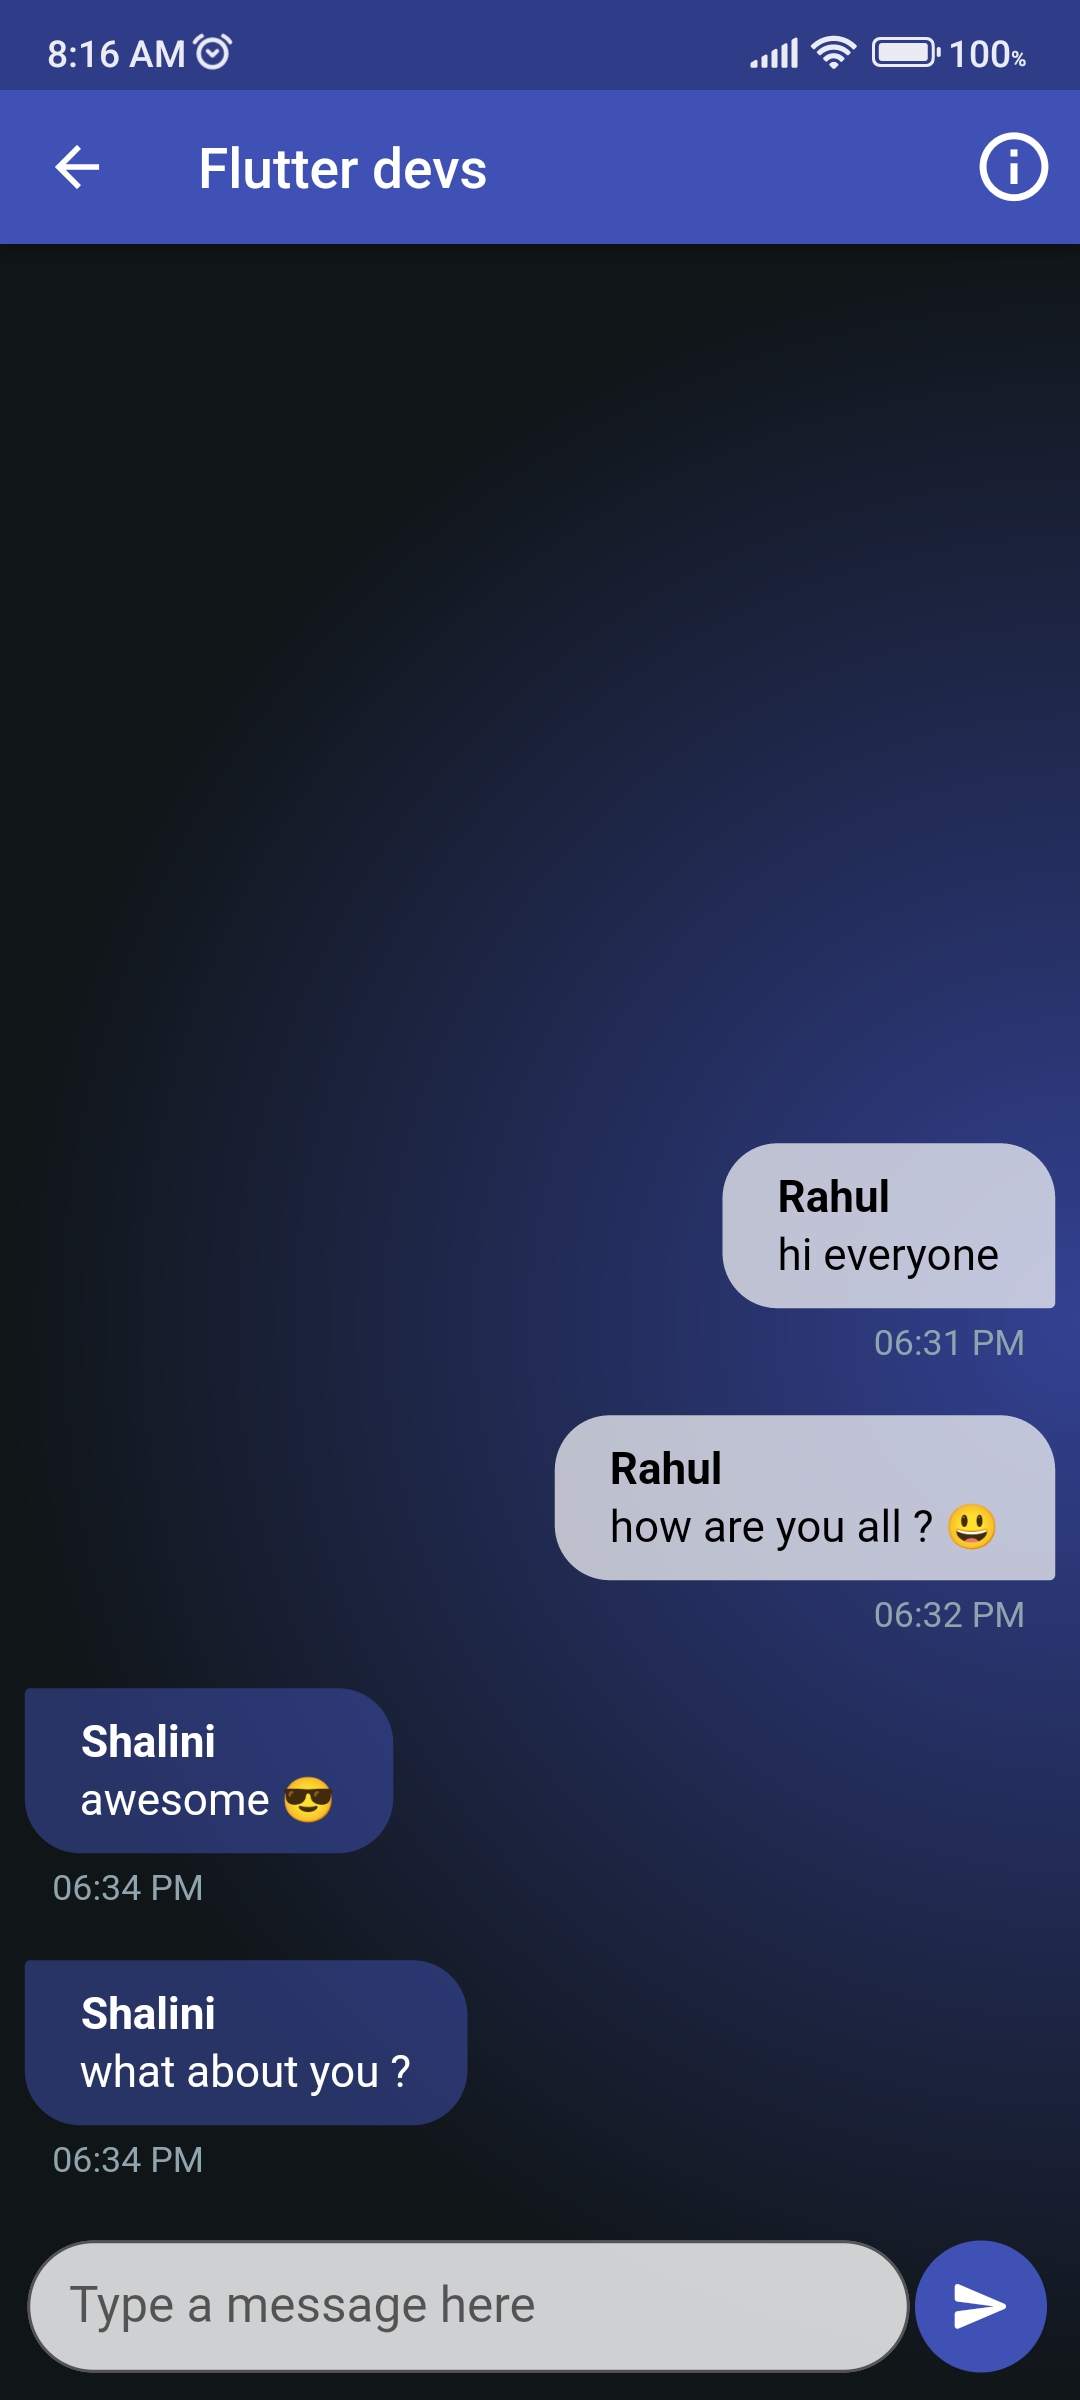 8:16 AM 100%
Flutter devs
Rahul
hi everyone
06:31 PM
Rahul
how are you all ? 😃
06:32 PM
Shalini
awesome 😎
06:34 PM
Shalini
what about you ?
06:34 PM
Type a message here